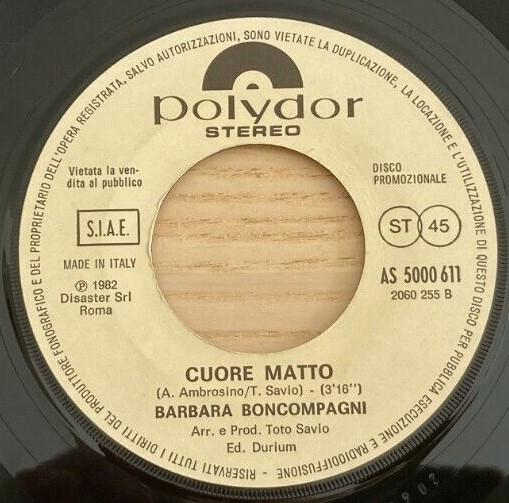 RISERVATI TUTTI I DIRITTI DEL PRODUTTORE FONOGRAFICO E DEL PROPRIETARIO DELL'OPERA REGISTRATA. SALVO AUTORIZZAZIONI, SONO VIETATE LA DUPLICAZIONE, LA LOCAZIONE E L'UTILIZZAZIONE DI QUESTO DISCO PER PUBBLICA ESECUZIONE E RADIODIFFUSIONE -
polydor
STEREO
Vietata la ven-
dita al pubblico
S.I.A.E.
MADE IN ITALY
℗ 1982
Disaster Srl
Roma
DISCO
PROMOZIONALE
ST 45
AS 5000 611
2060 255 B
CUORE MATTO
(A. Ambrosino/T. Savio) - (3'16'')
BARBARA BONCOMPAGNI
Arr. e Prod. Toto Savio
Ed. Durium